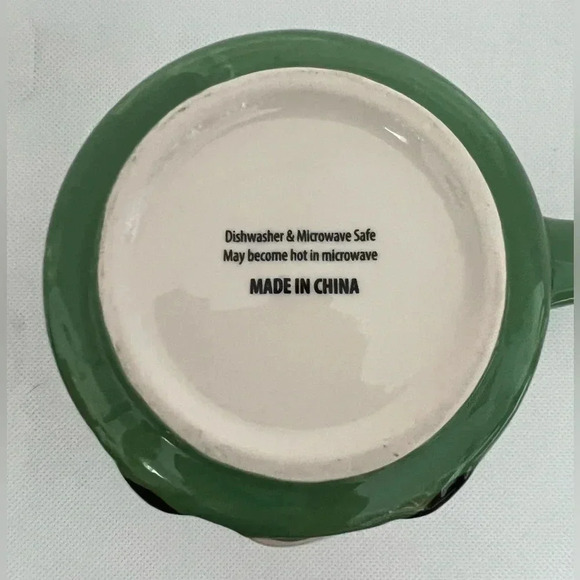 Dishwasher & Microwave Safe
May become hot in microwave
MADE IN CHINA